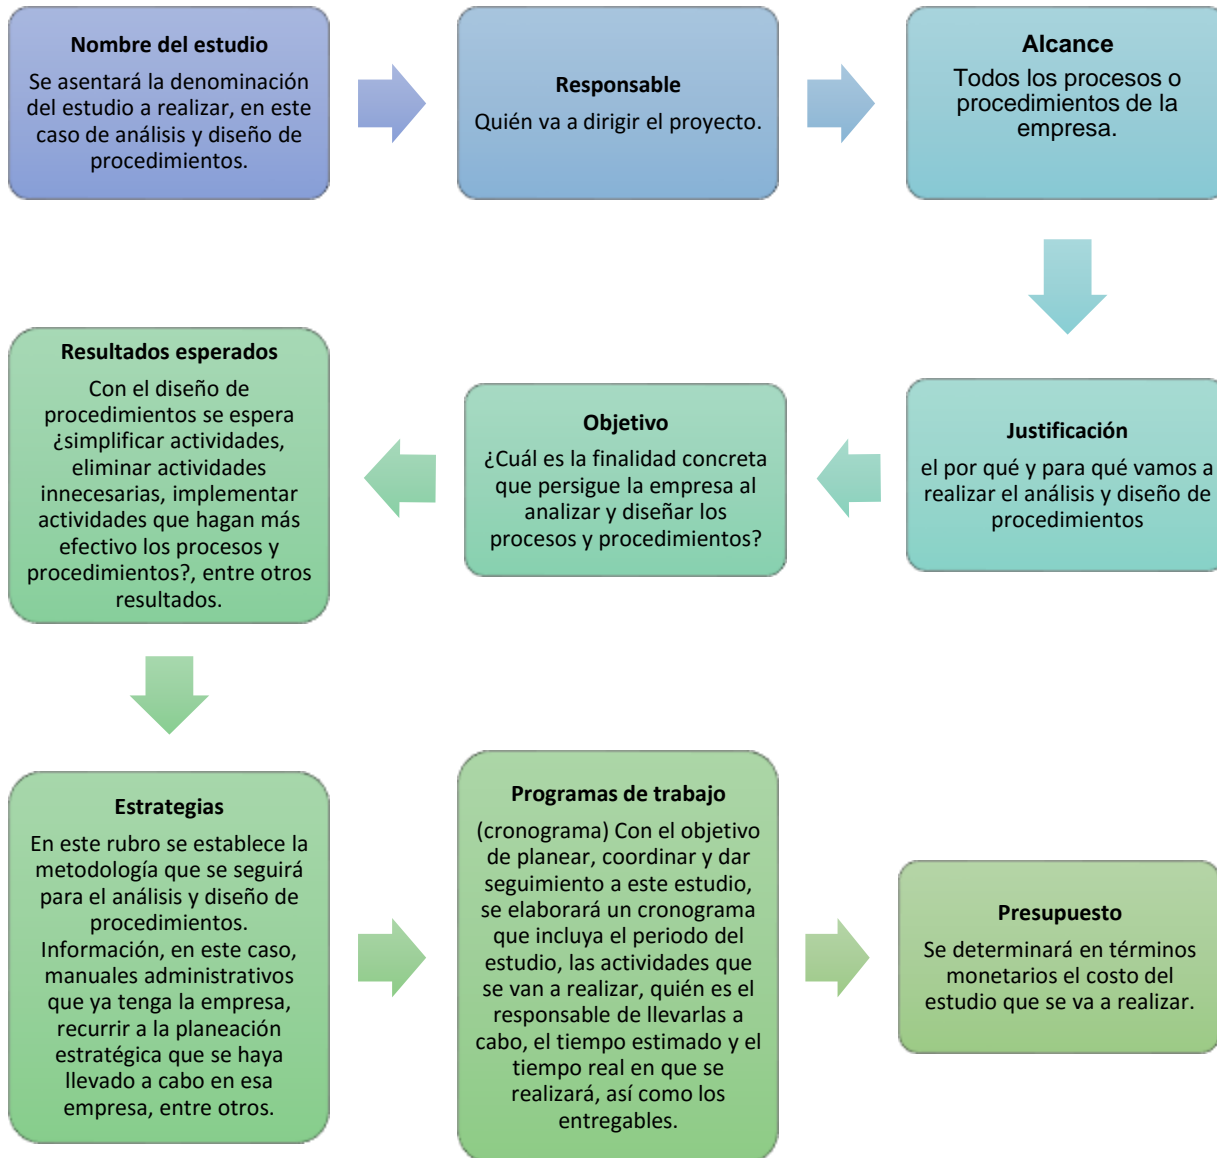 Nombre del estudio
Se asentará la denominación
del estudio a realizar, en este
caso de análisis y diseño de
procedimientos.
Responsable
Quién va a dirigir el proyecto.
Alcance
Todos los procesos o
procedimientos de la
empresa.
Justificación
el por qué y para qué vamos a
realizar el análisis y diseño de
procedimientos
Objetivo
¿Cuál es la finalidad concreta
que persigue la empresa al
analizar y diseñar los
procesos y procedimientos?
Resultados esperados
Con el diseño de
procedimientos se espera
¿simplificar actividades,
eliminar actividades
innecesarias, implementar
actividades que hagan más
efectivo los procesos y
procedimientos?, entre otros
resultados.
Estrategias
En este rubro se establece la
metodología que se seguirá
para el análisis y diseño de
procedimientos.
Información, en este caso,
manuales administrativos
que ya tenga la empresa,
recurrir a la planeación
estratégica que se haya
llevado a cabo en esa
empresa, entre otros.
Programas de trabajo
(cronograma) Con el objetivo
de planear, coordinar y dar
seguimiento a este estudio,
se elaborará un cronograma
que incluya el periodo del
estudio, las actividades que
se van a realizar, quién es el
responsable de llevarlas a
cabo, el tiempo estimado y el
tiempo real en que se
realizará, así como los
entregables.
Presupuesto
Se determinará en términos
monetarios el costo del
estudio que se va a realizar.